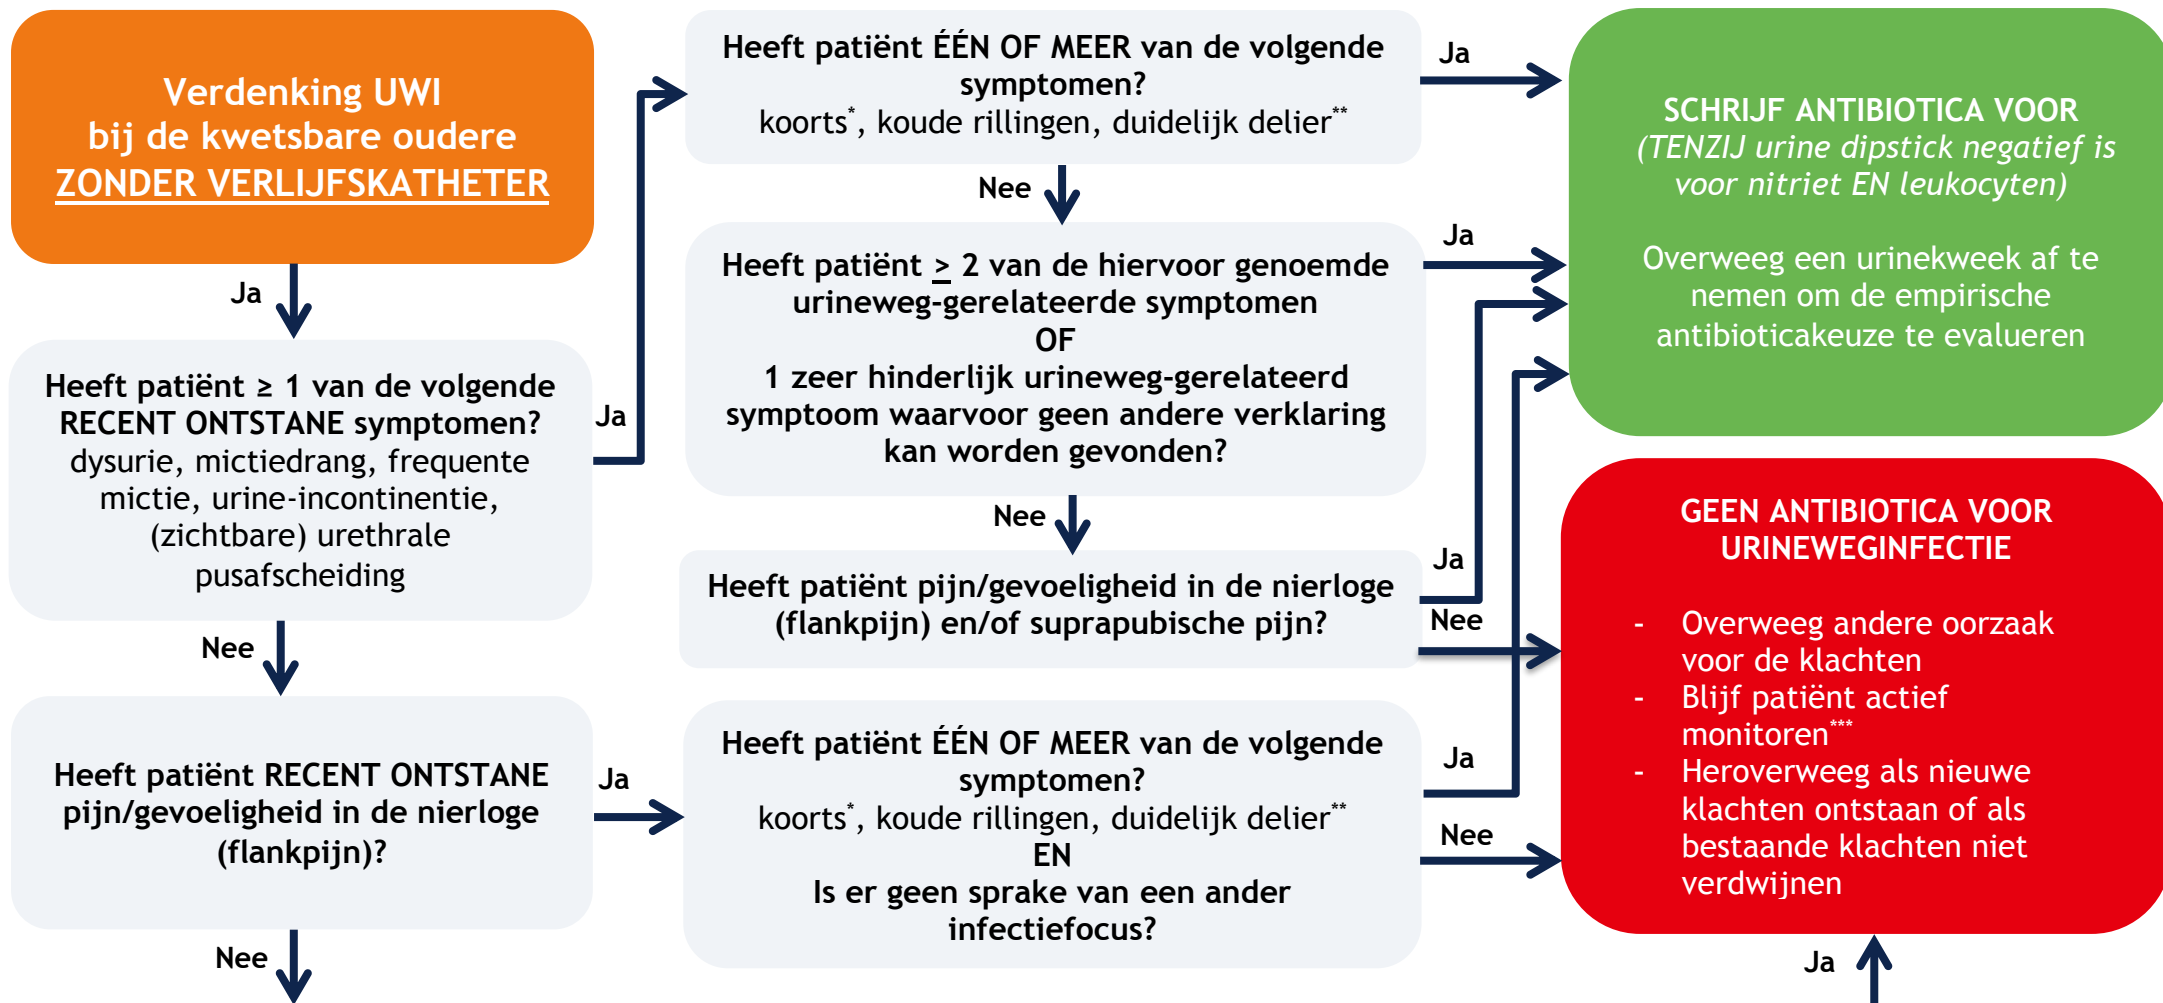 Verdenking UWI
bij de kwetsbare oudere
ZONDER VERLIJFSKATHETER
Ja
Heeft patiënt ≥ 1 van de volgende
RECENT ONTSTANE symptomen?
dysurie, mictiedrang, frequente
mictie, urine-incontinentie,
(zichtbare) urethrale
pusafscheiding
Ja
Nee
Heeft patiënt RECENT ONTSTANE
pijn/gevoeligheid in de nierloge
(flankpijn)?
Ja
Nee
Heeft patiënt ÉÉN OF MEER van de volgende
symptomen?
koorts*, koude rillingen, duidelijk delier**
Ja
Nee
Heeft patiënt ≥ 2 van de hiervoor genoemde
urineweg-gerelateerde symptomen
OF
1 zeer hinderlijk urineweg-gerelateerd
symptoom waarvoor geen andere verklaring
kan worden gevonden?
Ja
Nee
Heeft patiënt pijn/gevoeligheid in de nierloge
(flankpijn) en/of suprapubische pijn?
Ja
Nee
Heeft patiënt ÉÉN OF MEER van de volgende
symptomen?
koorts*, koude rillingen, duidelijk delier**
EN
Is er geen sprake van een ander
infectiefocus?
Ja
Nee
SCHRIJF ANTIBIOTICA VOOR
(TENZIJ urine dipstick negatief is
voor nitriet EN leukocyten)
Overweeg een urinekweek af te
nemen om de empirische
antibioticakeuze te evalueren
GEEN ANTIBIOTICA VOOR
URINEWEGINFECTIE
- Overweeg andere oorzaak
voor de klachten
- Blijf patiënt actief
monitoren***
- Heroverweeg als nieuwe
klachten ontstaan of als
bestaande klachten niet
verdwijnen
Ja